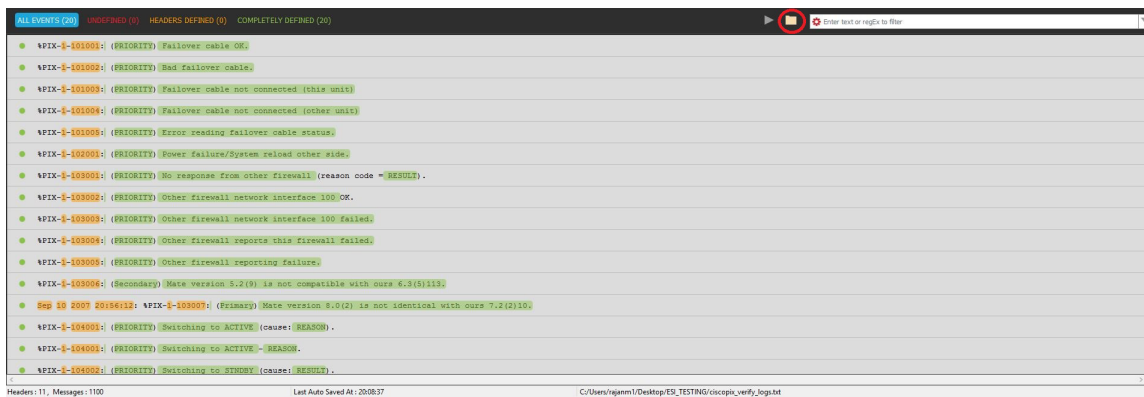 ALL EVENTS (20) UNDEFINED (0) HEADERS DEFINED (0) COMPLETELY DEFINED (20) Enter text or regEx to filter
%PIX-1-101001: (PRIORITY) Failover cable OK.
%PIX-1-101002: (PRIORITY) Bad failover cable.
%PIX-1-101003: (PRIORITY) Failover cable not connected (this unit)
%PIX-1-101004: (PRIORITY) Failover cable not connected (other unit)
%PIX-1-101005: (PRIORITY) Error reading failover cable status.
%PIX-1-102001: (PRIORITY) Power failure/System reload other side.
%PIX-1-103001: (PRIORITY) No response from other firewall (reason code = RESULT).
%PIX-1-103002: (PRIORITY) Other firewall network interface 100 OK.
%PIX-1-103003: (PRIORITY) Other firewall network interface 100 failed.
%PIX-1-103004: (PRIORITY) Other firewall reports this firewall failed.
%PIX-1-103005: (PRIORITY) Other firewall reporting failure.
%PIX-1-103006: (Secondary) Mate version 5.2(9) is not compatible with ours 6.3(5)113.
Sep 10 2007 20:56:12: %PIX-1-103007: (Primary) Mate version 8.0(2) is not identical with ours 7.2(2)10.
%PIX-1-104001: (PRIORITY) Switching to ACTIVE (cause: REASON).
%PIX-1-104001: (PRIORITY) Switching to ACTIVE - REASON.
%PIX-1-104002: (PRIORITY) Switching to STNDBY (cause: RESULT).
Headers : 11 , Messages : 1100 Last Auto Saved At : 20:08:37 C:/Users/rajanm1/Desktop/ESI_TESTING/ciscopix_verify_logs.txt